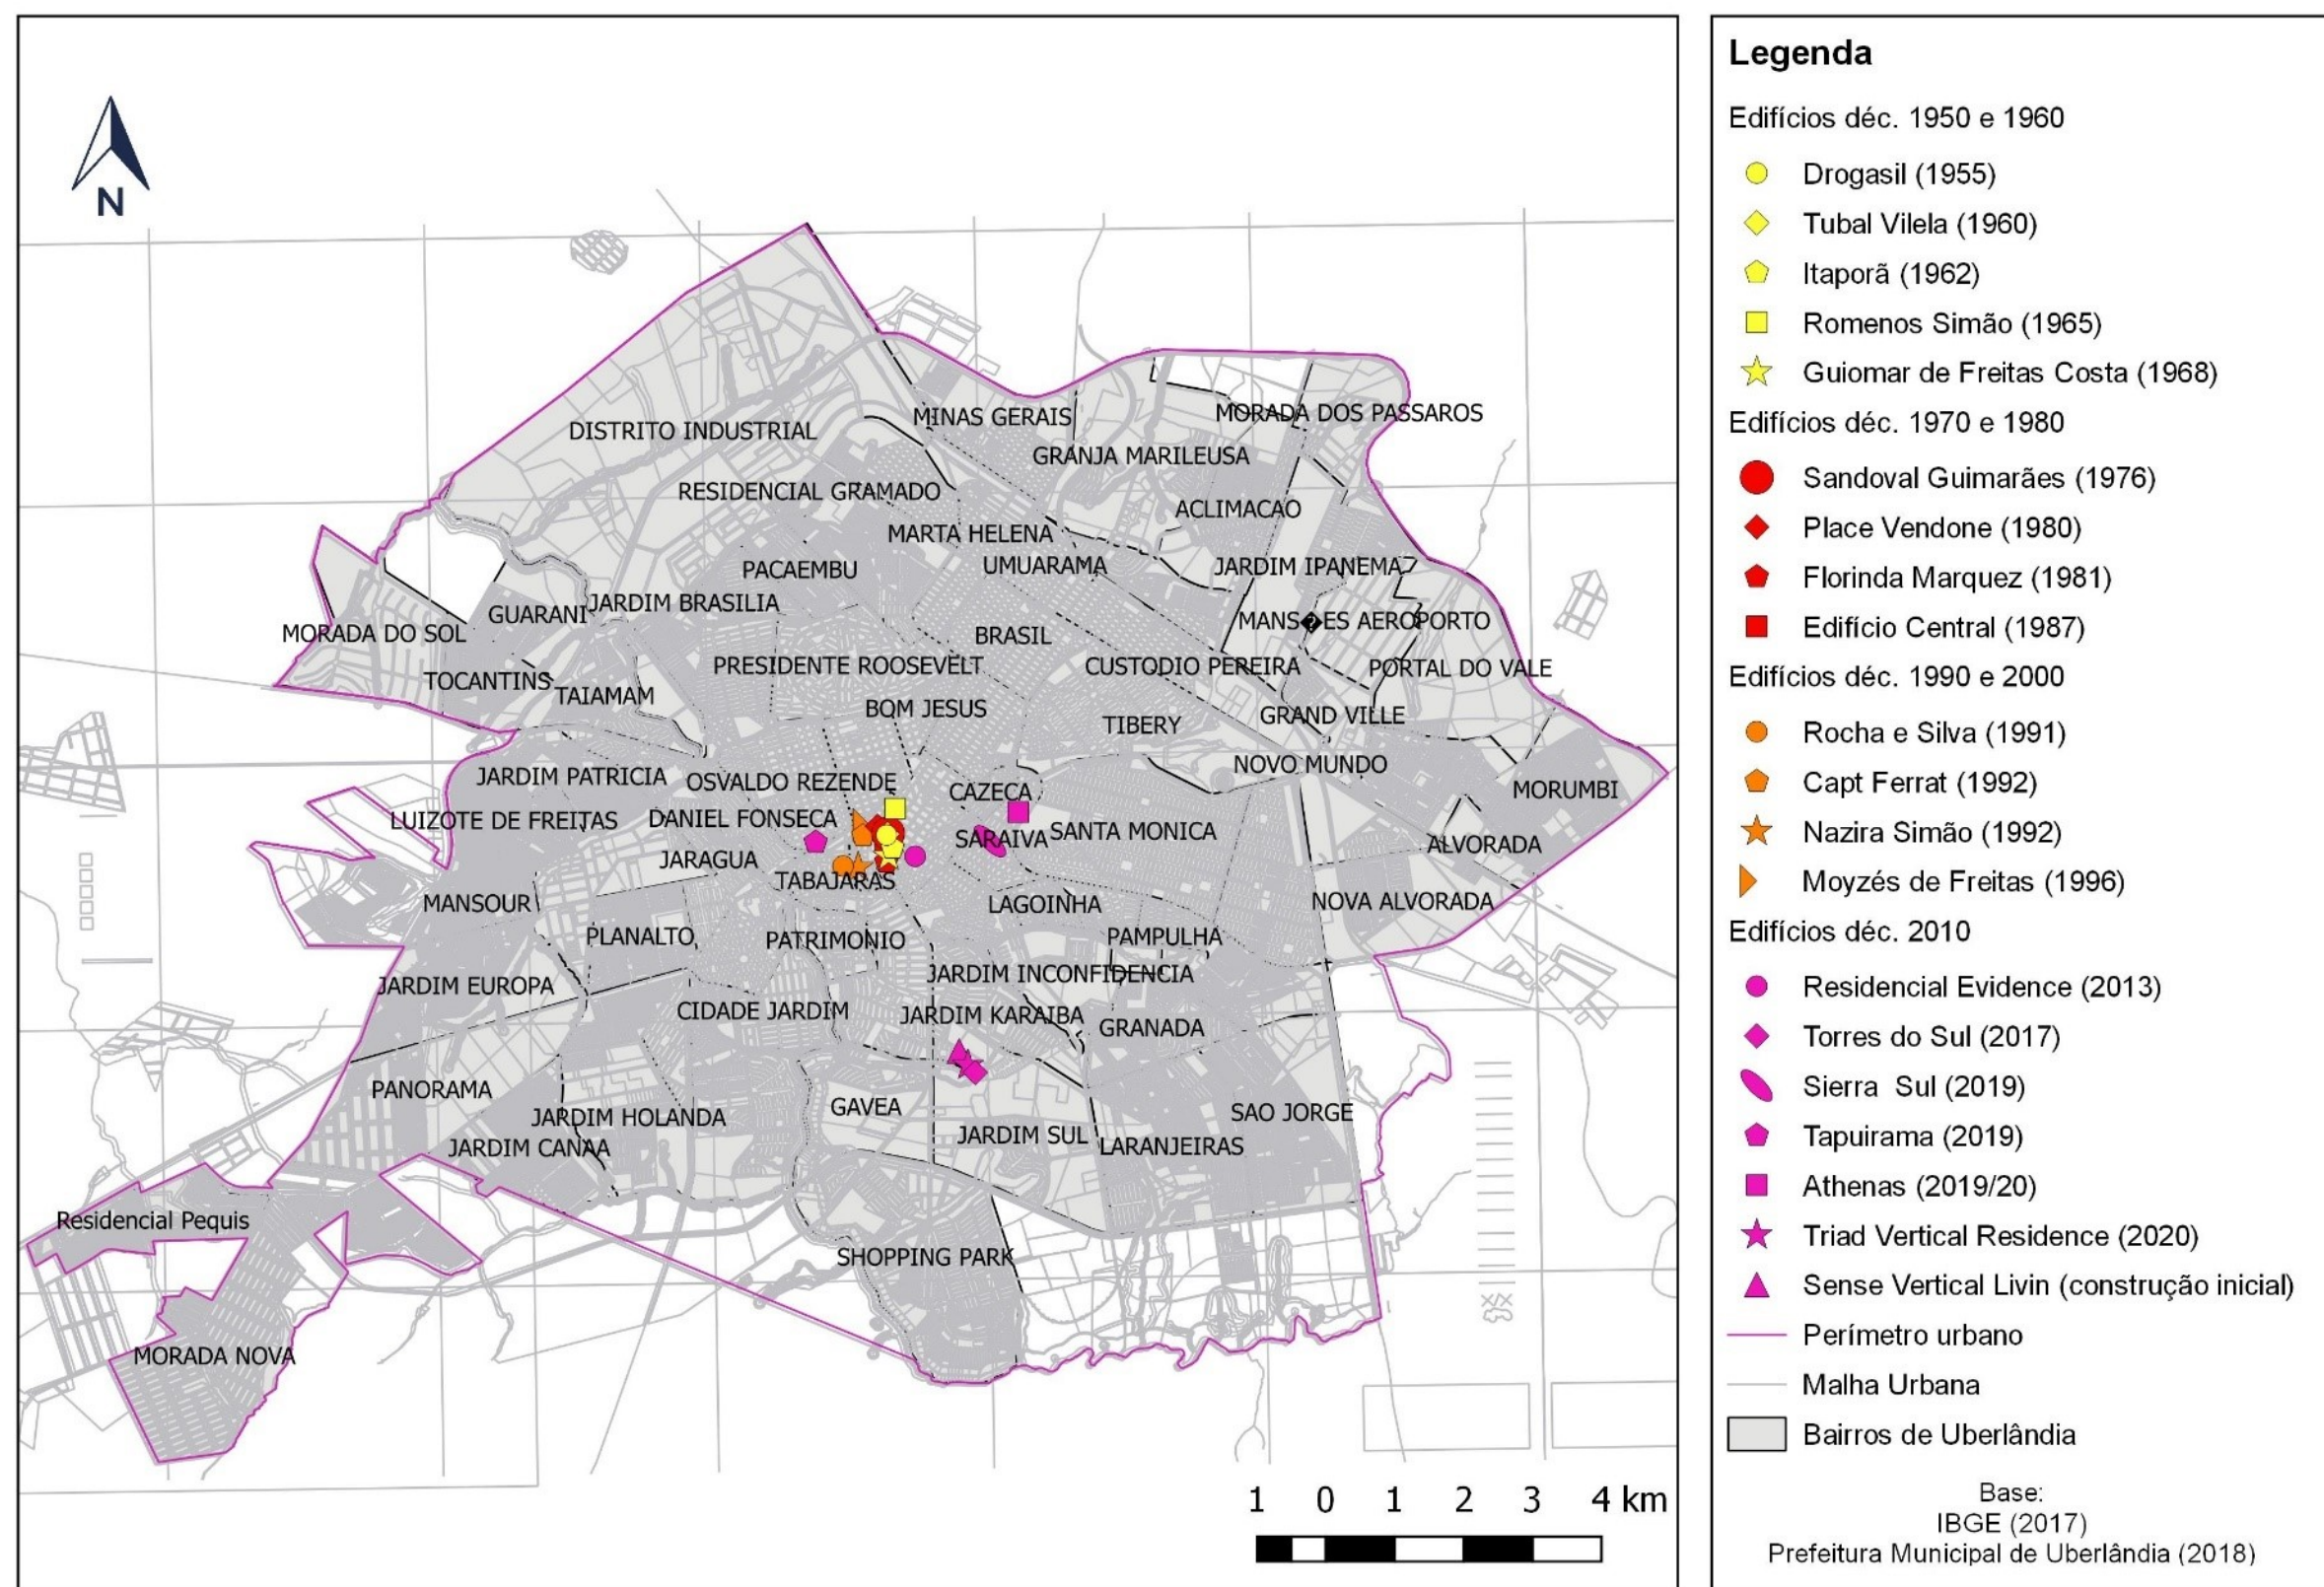 N
MINAS GERAIS
MORADA DOS PASSAROS
DISTRITO INDUSTRIAL
GRANJA MARILEUSA
RESIDENCIAL GRAMADO
ACLIMACAO
MARTA HELENA
PACAEMBU
UMUARAMA
JARDIM IPANEMA
JARDIM BRASILIA
GUARANI
MANS�ES AEROPORTO
MORADA DO SOL
BRASIL
PRESIDENTE ROOSEVELT
CUSTODIO PEREIRA
PORTAL DO VALE
TOCANTINS
TAIAMAM
BOM JESUS
GRAND VILLE
TIBERY
NOVO MUNDO
JARDIM PATRICIA
OSVALDO REZENDE
CAZECA
MORUMBI
LUIZOTE DE FREITAS
DANIEL FONSECA
SARAIVA
SANTA MONICA
ALVORADA
JARAGUA
TABAJARAS
MANSOUR
LAGOINHA
NOVA ALVORADA
PLANALTO
PATRIMONIO
PAMPULHA
JARDIM INCONFIDENCIA
JARDIM EUROPA
CIDADE JARDIM
JARDIM KARAIBA
GRANADA
PANORAMA
GAVEA
JARDIM HOLANDA
SAO JORGE
JARDIM SUL
LARANJEIRAS
JARDIM CANAA
Residencial Pequis
SHOPPING PARK
MORADA NOVA
1 0 1 2 3 4 km
Legenda
Edifícios déc. 1950 e 1960
Drogasil (1955)
Tubal Vilela (1960)
Itaporã (1962)
Romenos Simão (1965)
Guiomar de Freitas Costa (1968)
Edifícios déc. 1970 e 1980
Sandoval Guimarães (1976)
Place Vendone (1980)
Florinda Marquez (1981)
Edifício Central (1987)
Edifícios déc. 1990 e 2000
Rocha e Silva (1991)
Capt Ferrat (1992)
Nazira Simão (1992)
Moyzés de Freitas (1996)
Edifícios déc. 2010
Residencial Evidence (2013)
Torres do Sul (2017)
Sierra Sul (2019)
Tapuirama (2019)
Athenas (2019/20)
Triad Vertical Residence (2020)
Sense Vertical Livin (construção inicial)
Perímetro urbano
Malha Urbana
Bairros de Uberlândia
Base:
IBGE (2017)
Prefeitura Municipal de Uberlândia (2018)